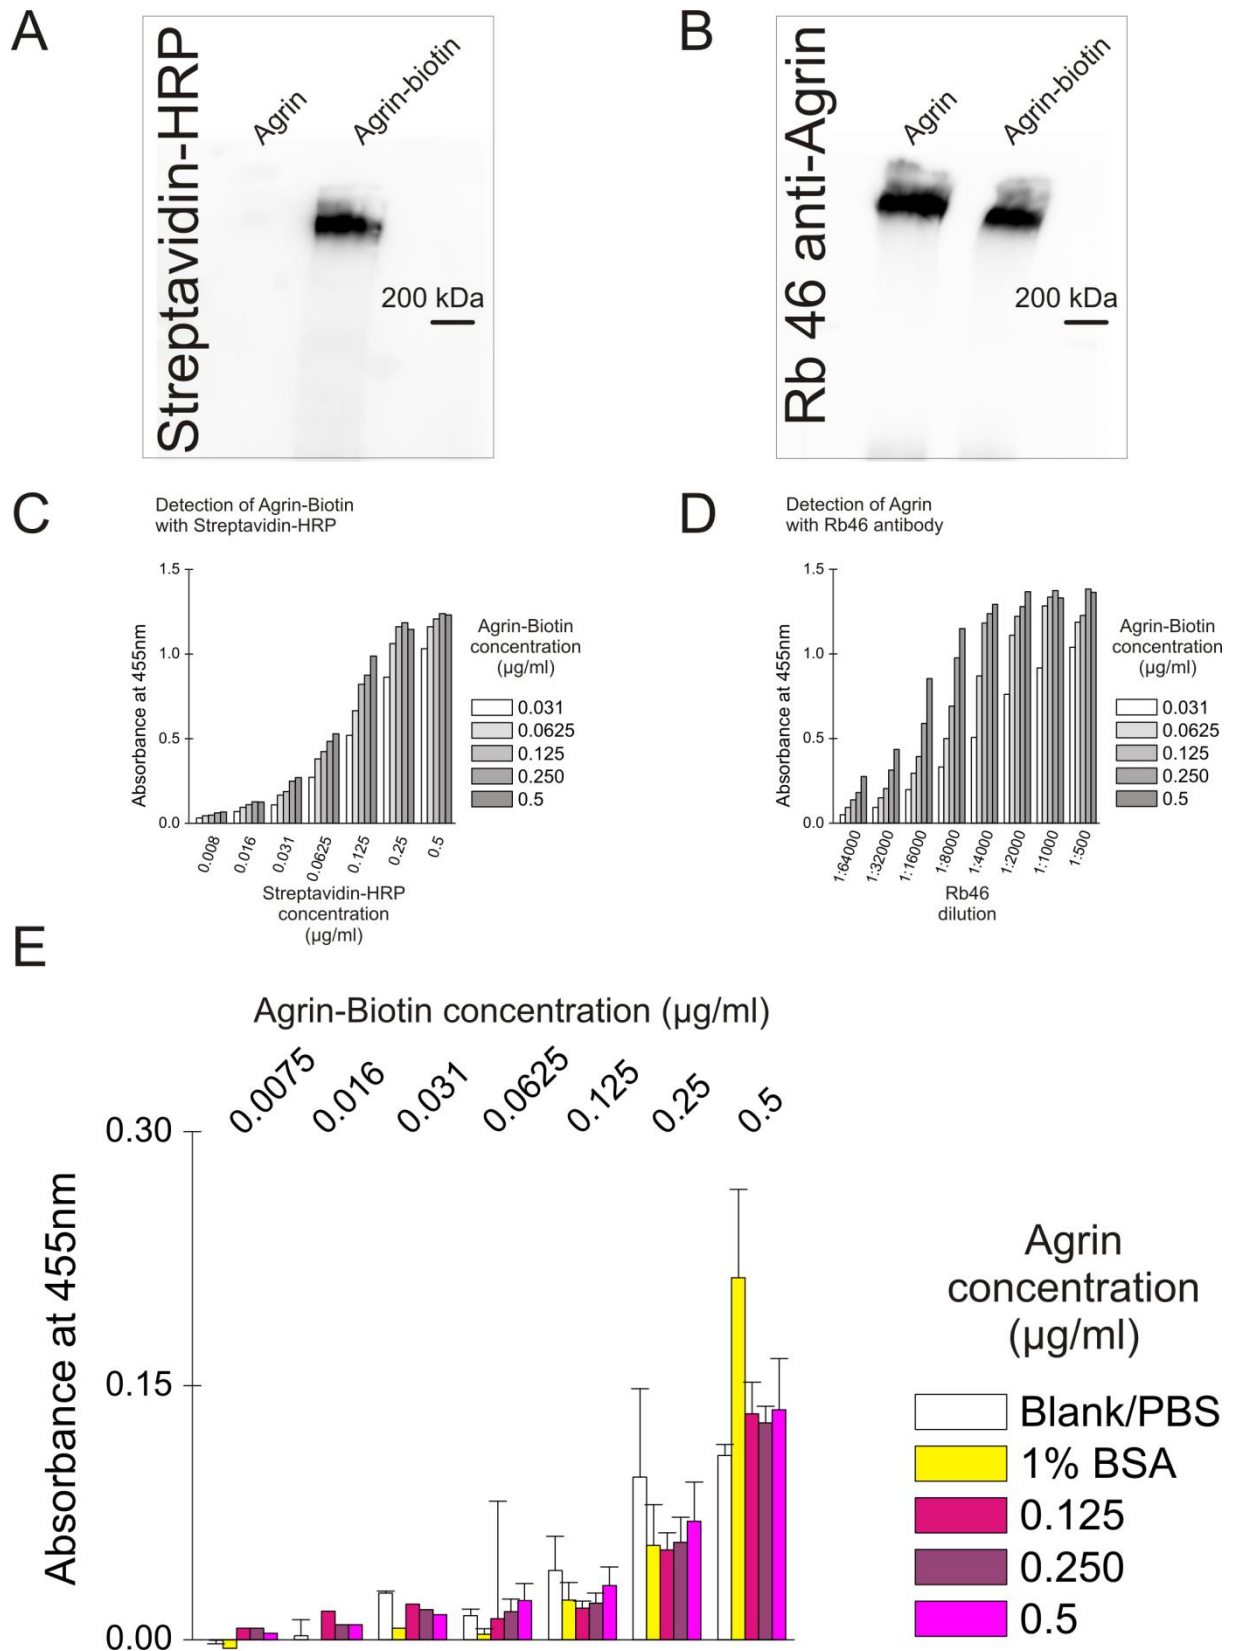 A
Streptavidin-HRP
Agrin
Agrin-biotin
200 kDa
B
Rb 46 anti-Agrin
Agrin
Agrin-biotin
200 kDa
C
Detection of Agrin-Biotin
with Streptavidin-HRP
Absorbance at 455nm
1.5
1.0
0.5
0.0
0.008
0.016
0.031
0.0625
0.125
0.25
0.5
Streptavidin-HRP
concentration
(µg/ml)
Agrin-Biotin
concentration
(µg/ml)
0.031
0.0625
0.125
0.250
0.5
D
Detection of Agrin
with Rb46 antibody
Absorbance at 455nm
1.5
1.0
0.5
0.0
1:64000
1:32000
1:16000
1:8000
1:4000
1:2000
1:1000
1:500
Rb46
dilution
Agrin-Biotin
concentration
(µg/ml)
0.031
0.0625
0.125
0.250
0.5
E
Agrin-Biotin concentration (µg/ml)
0.0075
0.016
0.031
0.0625
0.125
0.25
0.5
Absorbance at 455nm
0.30
0.15
0.00
Agrin
concentration
(µg/ml)
Blank/PBS
1% BSA
0.125
0.250
0.5